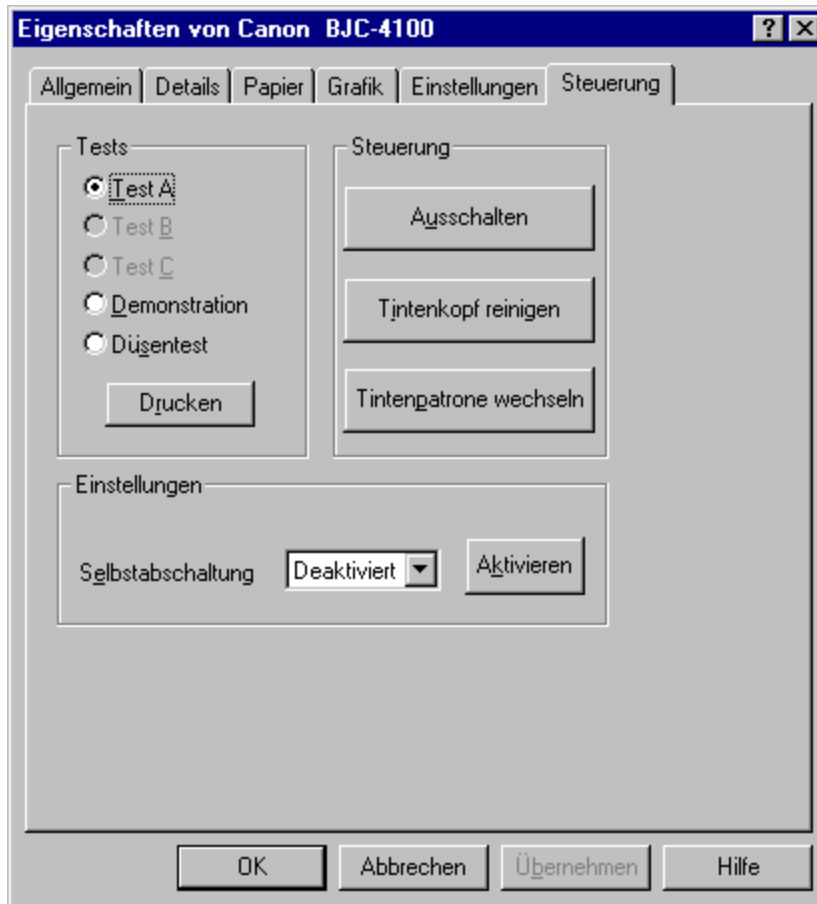 Eigenschaften von Canon BJC-4100
Allgemein Details Papier Grafik Einstellungen Steuerung
Tests
Test A
Test B
Test C
Demonstration
Düsentest
Drucken
Steuerung
Ausschalten
Tintenkopf reinigen
Tintenpatrone wechseln
Einstellungen
Selbstabschaltung Deaktiviert Aktivieren
OK Abbrechen Übernehmen Hilfe